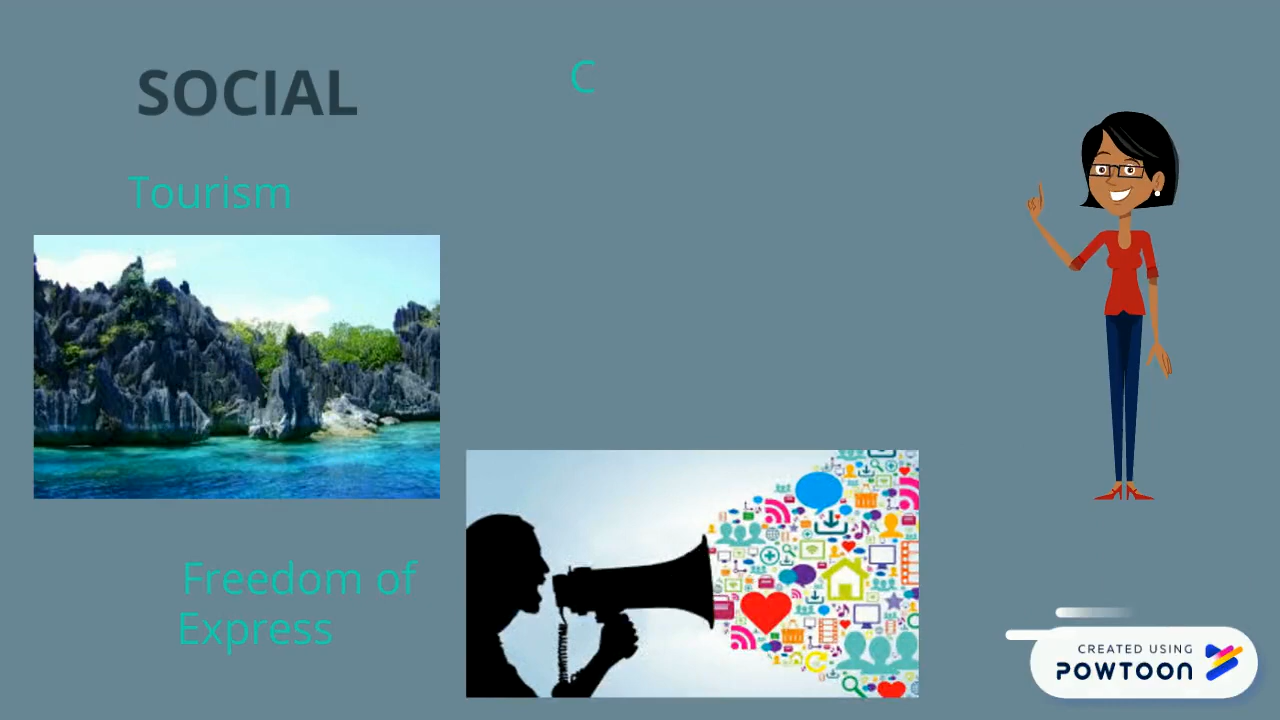 SOCIAL
C
Tourism
Freedom of
Express
CREATED USING
POWTOON